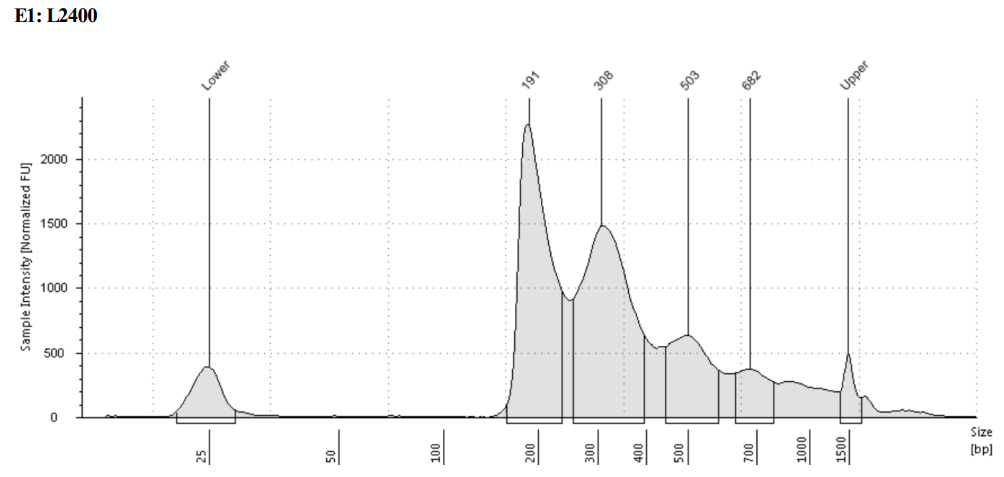 E1: L2400
Lower 191 308 503 682 Upper
Sample Intensity [Normalized FU]
2000
1500
1000
500
0
25 50 100 200 300 400 500 700 1000 1500
Size
[bp]